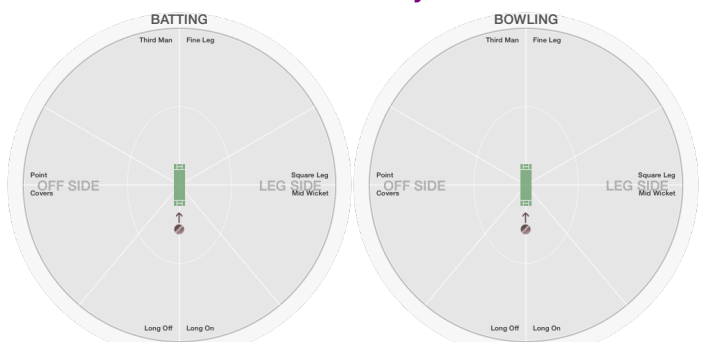 BATTING
Third Man Fine Leg
Point
OFF SIDE
Covers
Square Leg
LEG SIDE
Mid Wicket
Long Off Long On
BOWLING
Third Man Fine Leg
Point
OFF SIDE
Covers
Square Leg
LEG SIDE
Mid Wicket
Long Off Long On